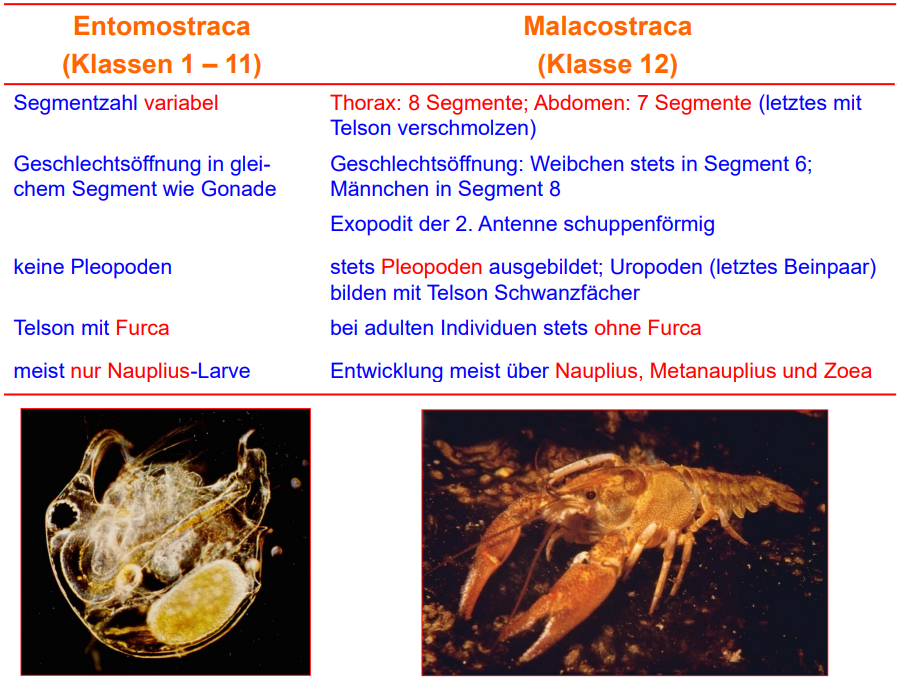 Entomostraca
(Klassen 1 – 11)
Malacostraca
(Klasse 12)
Segmentzahl variabel
Thorax: 8 Segmente; Abdomen: 7 Segmente (letztes mit
Telson verschmolzen)
Geschlechtsöffnung in glei-
chem Segment wie Gonade
Geschlechtsöffnung: Weibchen stets in Segment 6;
Männchen in Segment 8
Exopodit der 2. Antenne schuppenförmig
keine Pleopoden
stets Pleopoden ausgebildet; Uropoden (letztes Beinpaar)
bilden mit Telson Schwanzfächer
Telson mit Furca
bei adulten Individuen stets ohne Furca
meist nur Nauplius-Larve
Entwicklung meist über Nauplius, Metanauplius und Zoea